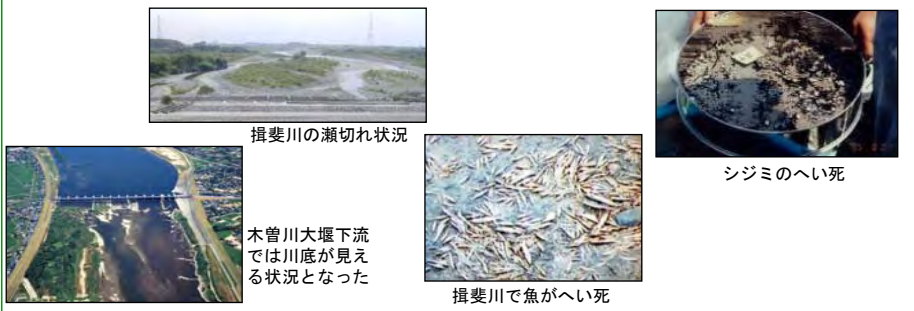 揖斐川の瀬切れ状況
シジミのへい死
木曽川大堰下流
では川底が見え
る状況となった
揖斐川で魚がへい死